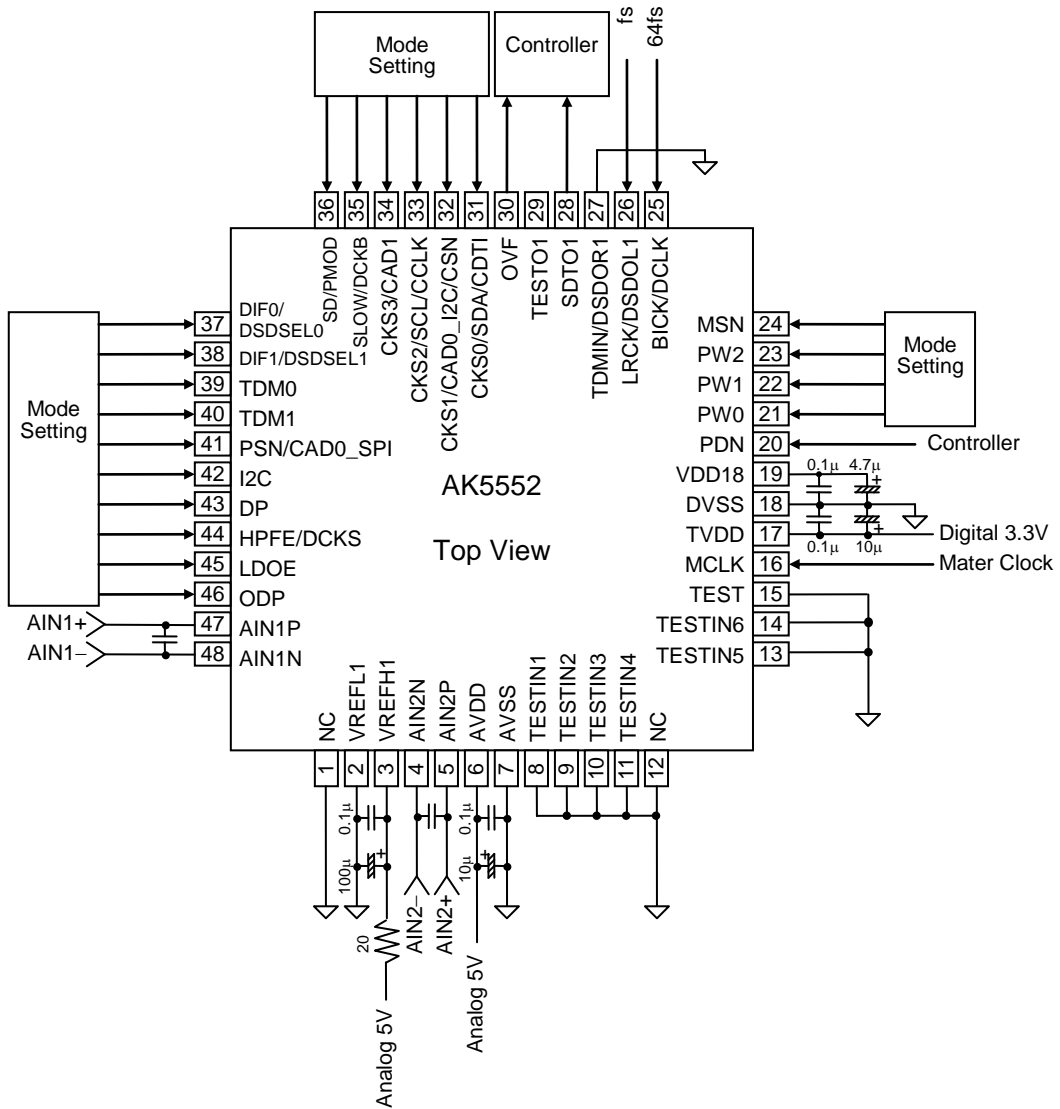 Mode
Setting
Controller
fs
64fs
36
35
34
33
32
31
30
29
28
27
26
25
SD/PMOD
SLOW/DCKB
CKS3/CAD1
CKS2/SCL/CCLK
CKS1/CAD0_I2C/CSN
CKS0/SDA/CDTI
OVF
TESTO1
SDTO1
TDMIN/DSDOR1
LRCK/DSDOL1
BICK/DCLK
Mode
Setting
37 DIF0/
DSDSEL0
38 DIF1/DSDSEL1
39 TDM0
40 TDM1
41 PSN/CAD0_SPI
42 I2C
43 DP
44 HPFE/DCKS
45 LDOE
46 ODP
AIN1+ 47 AIN1P
AIN1− 48 AIN1N
AK5552
Top View
MSN 24
PW2 23
PW1 22
PW0 21
Mode
Setting
PDN 20 Controller
VDD18 19 0.1μ 4.7μ
DVSS 18
TVDD 17 0.1μ 10μ Digital 3.3V
MCLK 16 Mater Clock
TEST 15
TESTIN6 14
TESTIN5 13
NC
VREFL1
VREFH1
AIN2N
AIN2P
AVDD
AVSS
TESTIN1
TESTIN2
TESTIN3
TESTIN4
NC
1
2
3
4
5
6
7
8
9
10
11
12
0.1μ
100μ +
20
Analog 5V
AIN2−
AIN2+
0.1μ
10μ +
Analog 5V
+
+